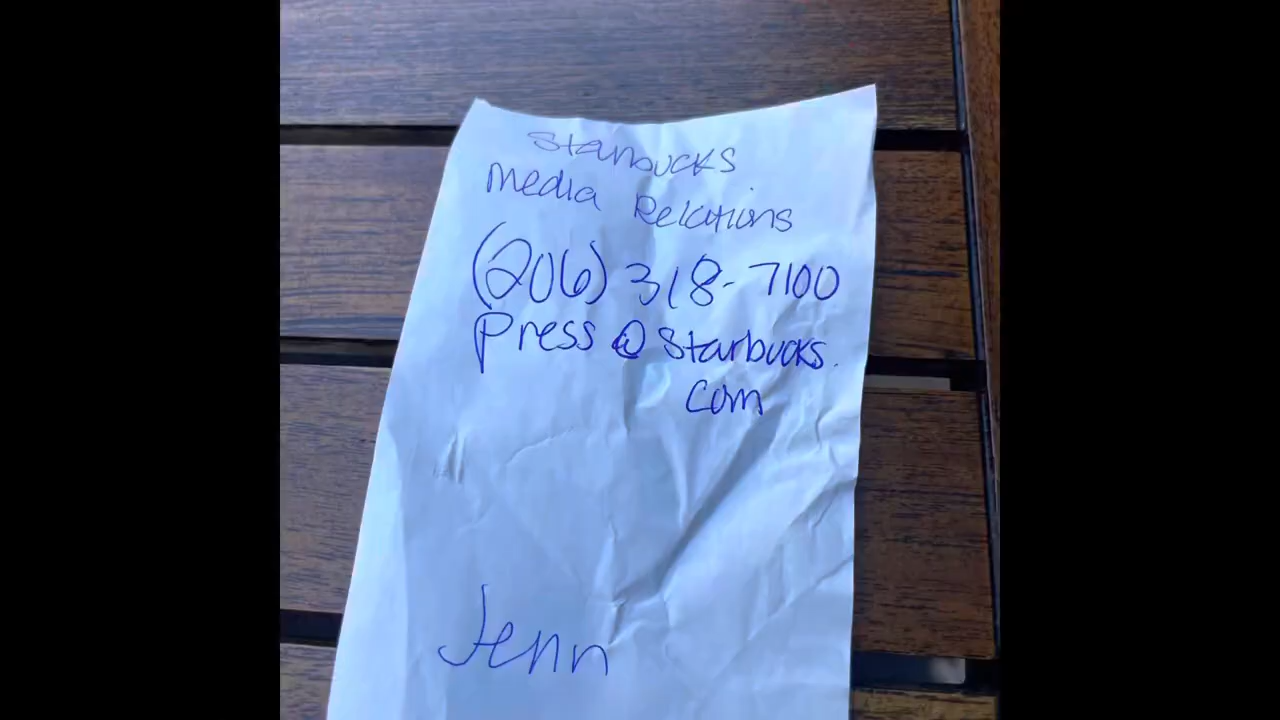 Starbucks
Media Relations
(206) 318-7100
press@starbucks.
com
Jenn